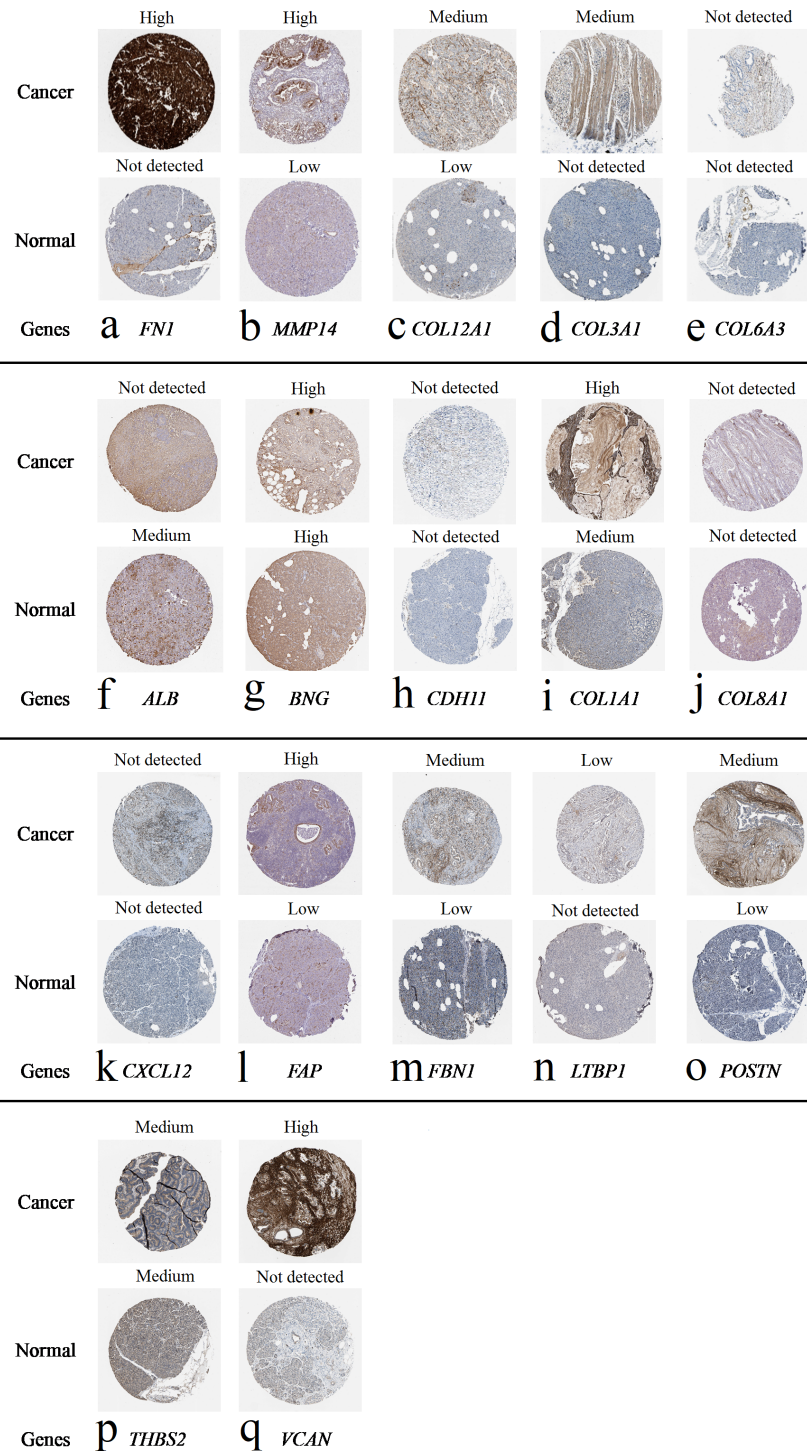 High High Medium Medium Not detected
Cancer
Not detected Low Low Not detected Not detected
Normal
Genes a FN1 b MMP14 c COL12A1 d COL3A1 e COL6A3
Not detected High Not detected High Not detected
Cancer
Medium High Not detected Medium Not detected
Normal
Genes f ALB g BNG h CDH11 i COL1A1 j COL8A1
Not detected High Medium Low Medium
Cancer
Not detected Low Low Not detected Low
Normal
Genes k CXCL12 l FAP m FBN1 n LTBP1 o POSTN
Medium High
Cancer
Medium Not detected
Normal
Genes p THBS2 q VCAN